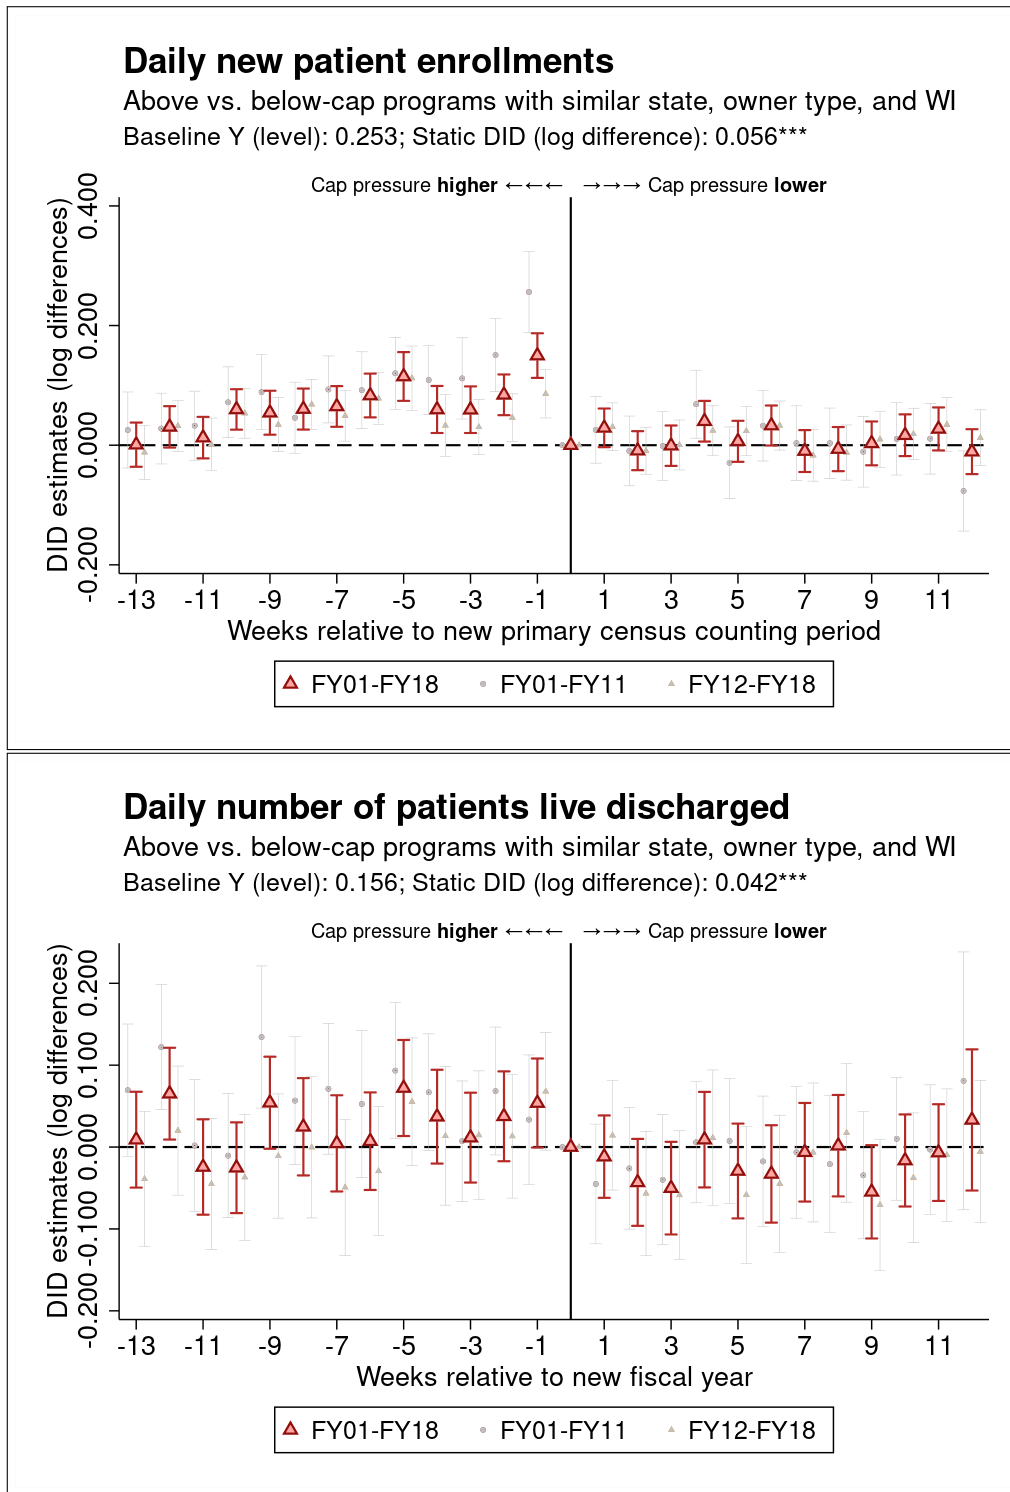 Daily new patient enrollments
Above vs. below-cap programs with similar state, owner type, and WI
Baseline Y (level): 0.253; Static DID (log difference): 0.056***
Cap pressure higher ←←← →→→ Cap pressure lower
DID estimates (log differences)
0.400
0.200
0.000
-0.200
-13 -11 -9 -7 -5 -3 -1 1 3 5 7 9 11
Weeks relative to new primary census counting period
FY01-FY18 FY01-FY11 FY12-FY18
Daily number of patients live discharged
Above vs. below-cap programs with similar state, owner type, and WI
Baseline Y (level): 0.156; Static DID (log difference): 0.042***
Cap pressure higher ←←← →→→ Cap pressure lower
DID estimates (log differences)
0.200
0.100
0.000
-0.100
-0.200
-13 -11 -9 -7 -5 -3 -1 1 3 5 7 9 11
Weeks relative to new fiscal year
FY01-FY18 FY01-FY11 FY12-FY18